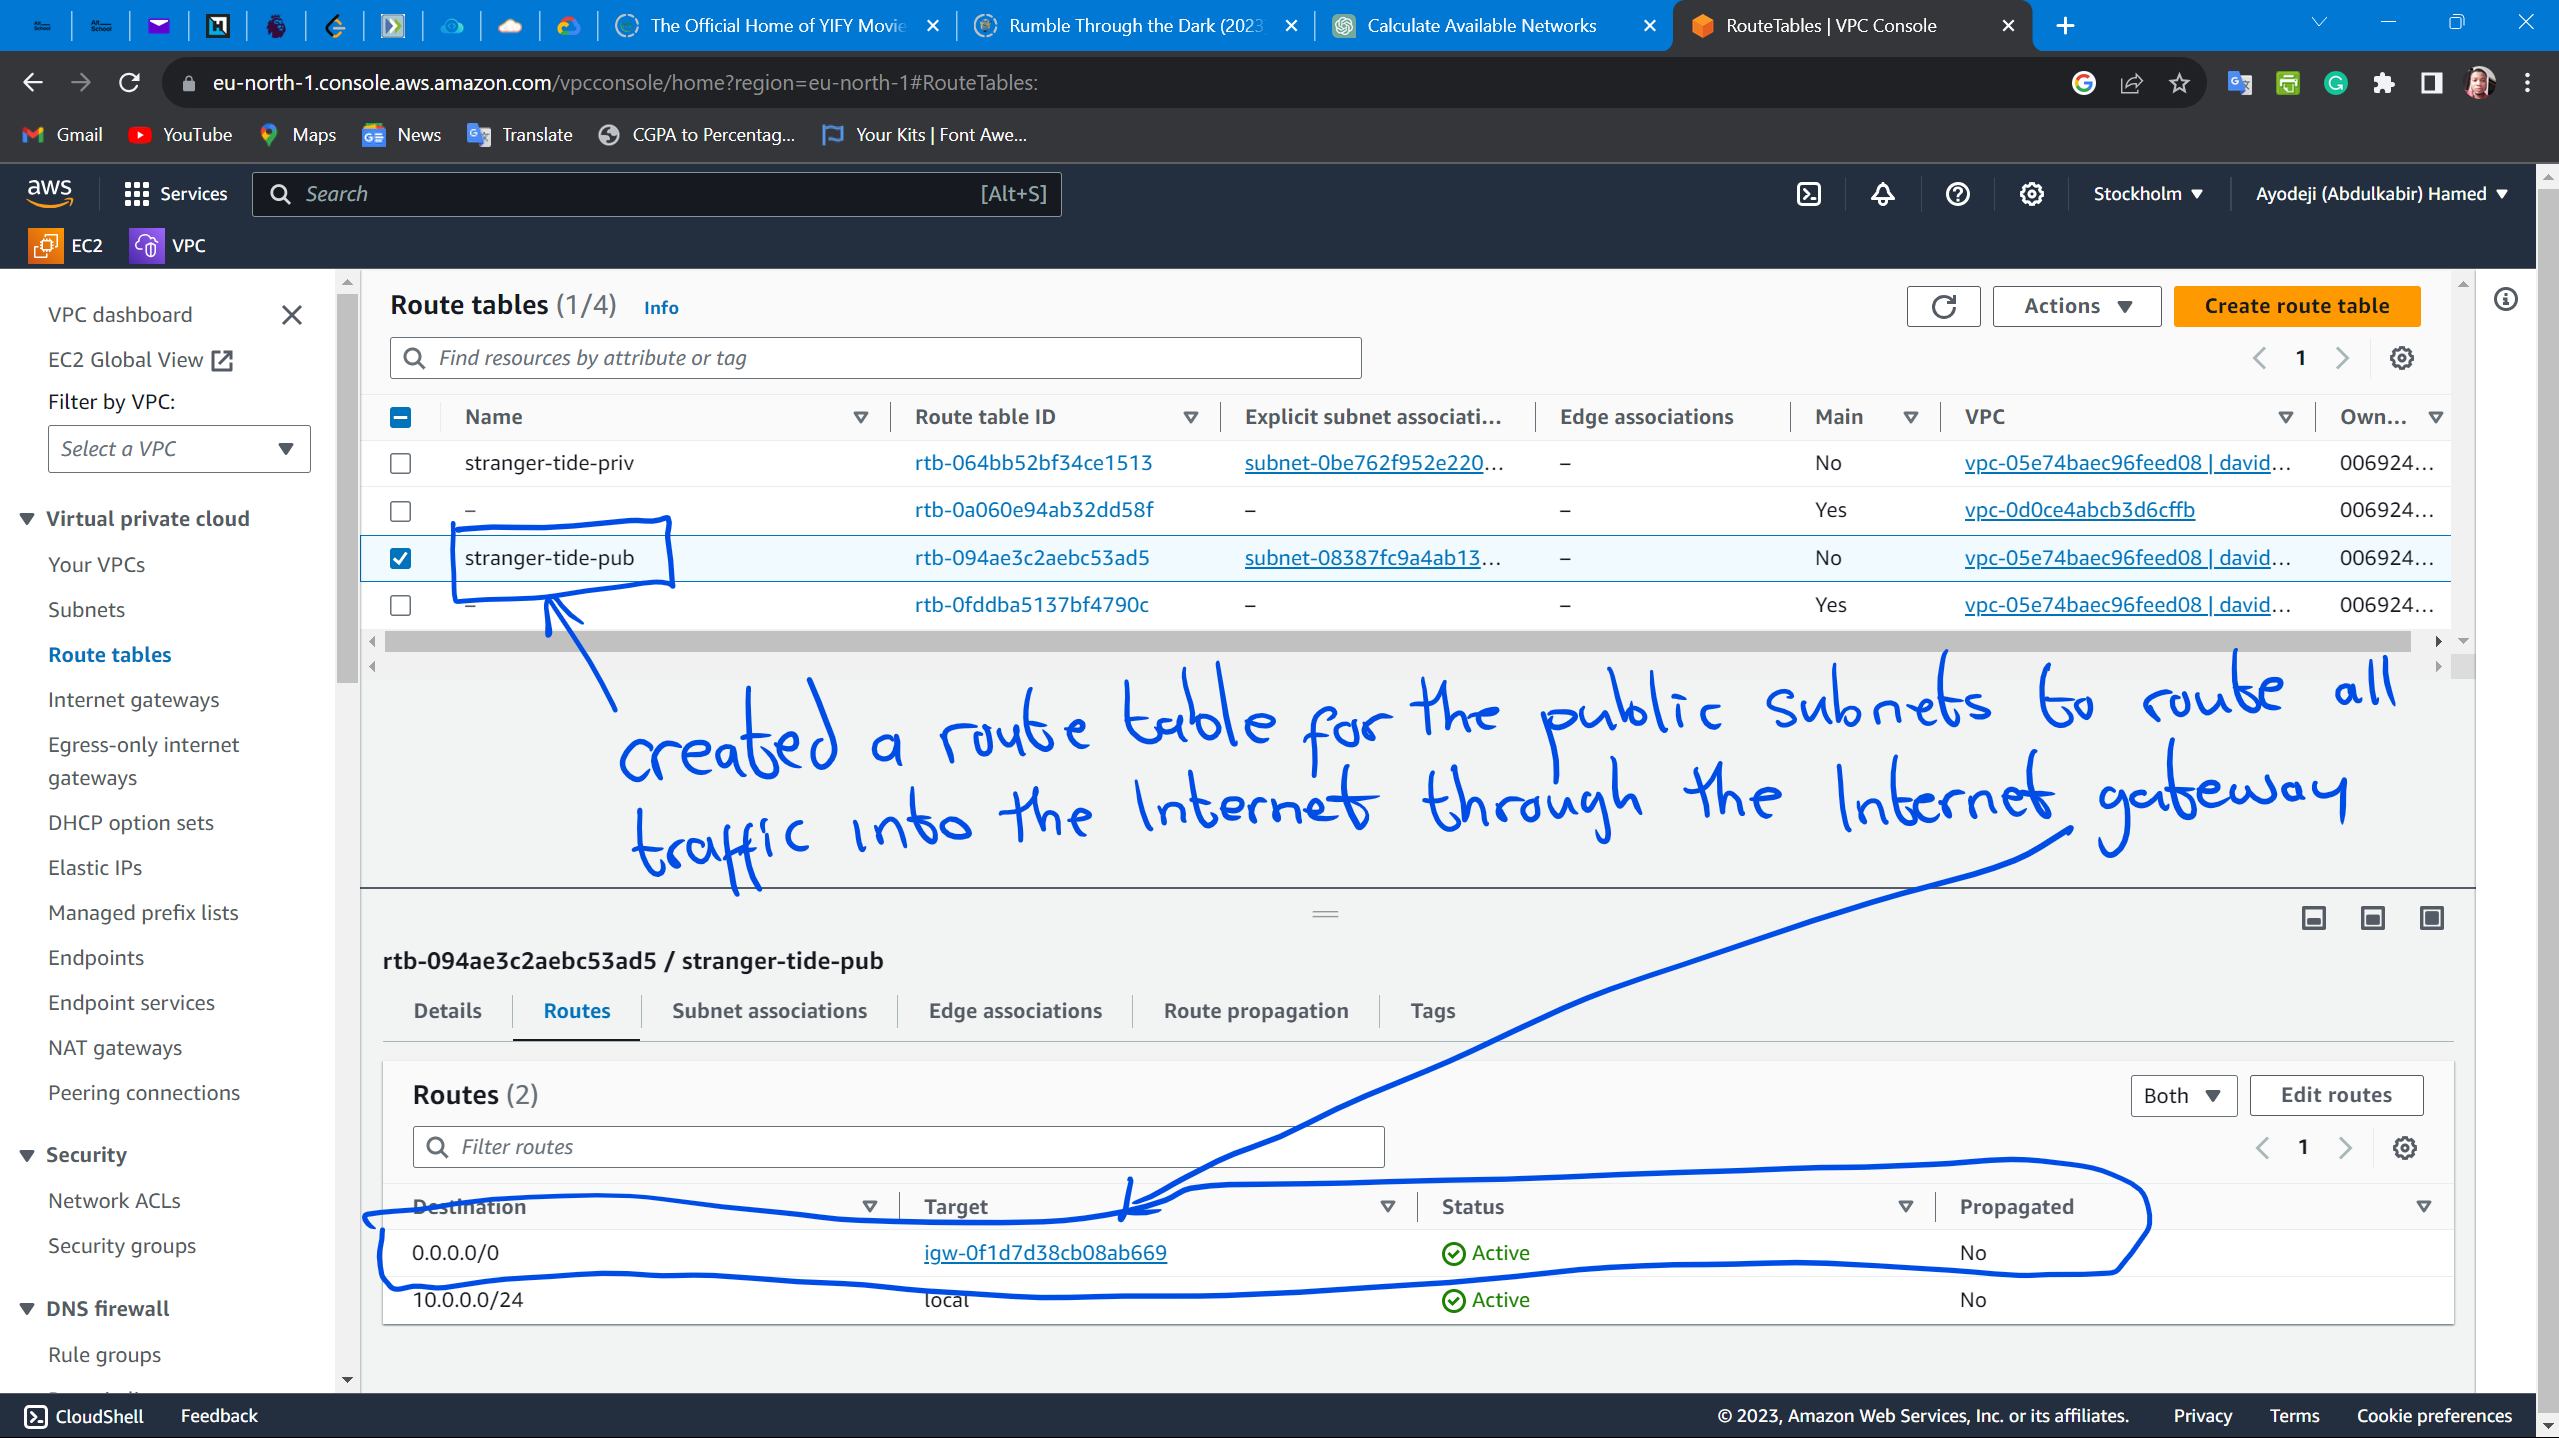 The Official Home of YIFY Movie
Rumble Through the Dark (2023)
Calculate Available Networks
RouteTables | VPC Console
eu-north-1.console.aws.amazon.com/vpcconsole/home?region=eu-north-1#RouteTables:
Gmail YouTube Maps News Translate CGPA to Percentag... Your Kits | Font Awe...
aws Services Search [Alt+S] Stockholm Ayodeji (Abdulkabir) Hamed
EC2 VPC
VPC dashboard
EC2 Global View
Filter by VPC:
Select a VPC
Virtual private cloud
Your VPCs
Subnets
Route tables
Internet gateways
Egress-only internet
gateways
DHCP option sets
Elastic IPs
Managed prefix lists
Endpoints
Endpoint services
NAT gateways
Peering connections
Security
Network ACLs
Security groups
DNS firewall
Rule groups
Route tables (1/4) Info
Actions
Create route table
Find resources by attribute or tag
1
Name Route table ID Explicit subnet associati... Edge associations Main VPC Own...
stranger-tide-priv rtb-064bb52bf34ce1513 subnet-0be762f952e220... – No vpc-05e74baec96feed08 | david... 006924...
– rtb-0a060e94ab32dd58f – – Yes vpc-0d0ce4abcb3d6cffb 006924...
stranger-tide-pub rtb-094ae3c2aebc53ad5 subnet-08387fc9a4ab13... – No vpc-05e74baec96feed08 | david... 006924...
– rtb-0fddba5137bf4790c – – Yes vpc-05e74baec96feed08 | david... 006924...
created a route table for the public subnets to route all
traffic into the Internet through the Internet gateway
rtb-094ae3c2aebc53ad5 / stranger-tide-pub
Details Routes Subnet associations Edge associations Route propagation Tags
Routes (2)
Both
Edit routes
Filter routes
1
Destination Target Status Propagated
0.0.0.0/0 igw-0f1d7d38cb08ab669 Active No
10.0.0.0/24 local Active No
CloudShell Feedback © 2023, Amazon Web Services, Inc. or its affiliates. Privacy Terms Cookie preferences